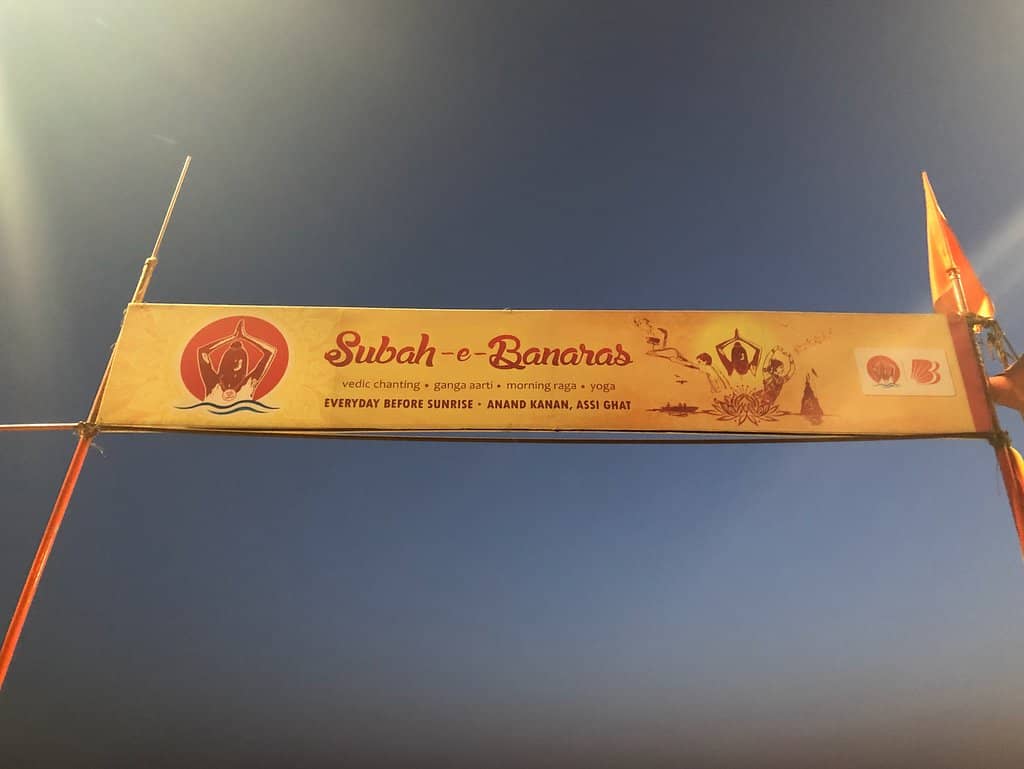 Subah-e-Banaras
vedic chanting • ganga aarti • morning raga • yoga
EVERYDAY BEFORE SUNRISE • ANAND KANAN, ASSI GHAT